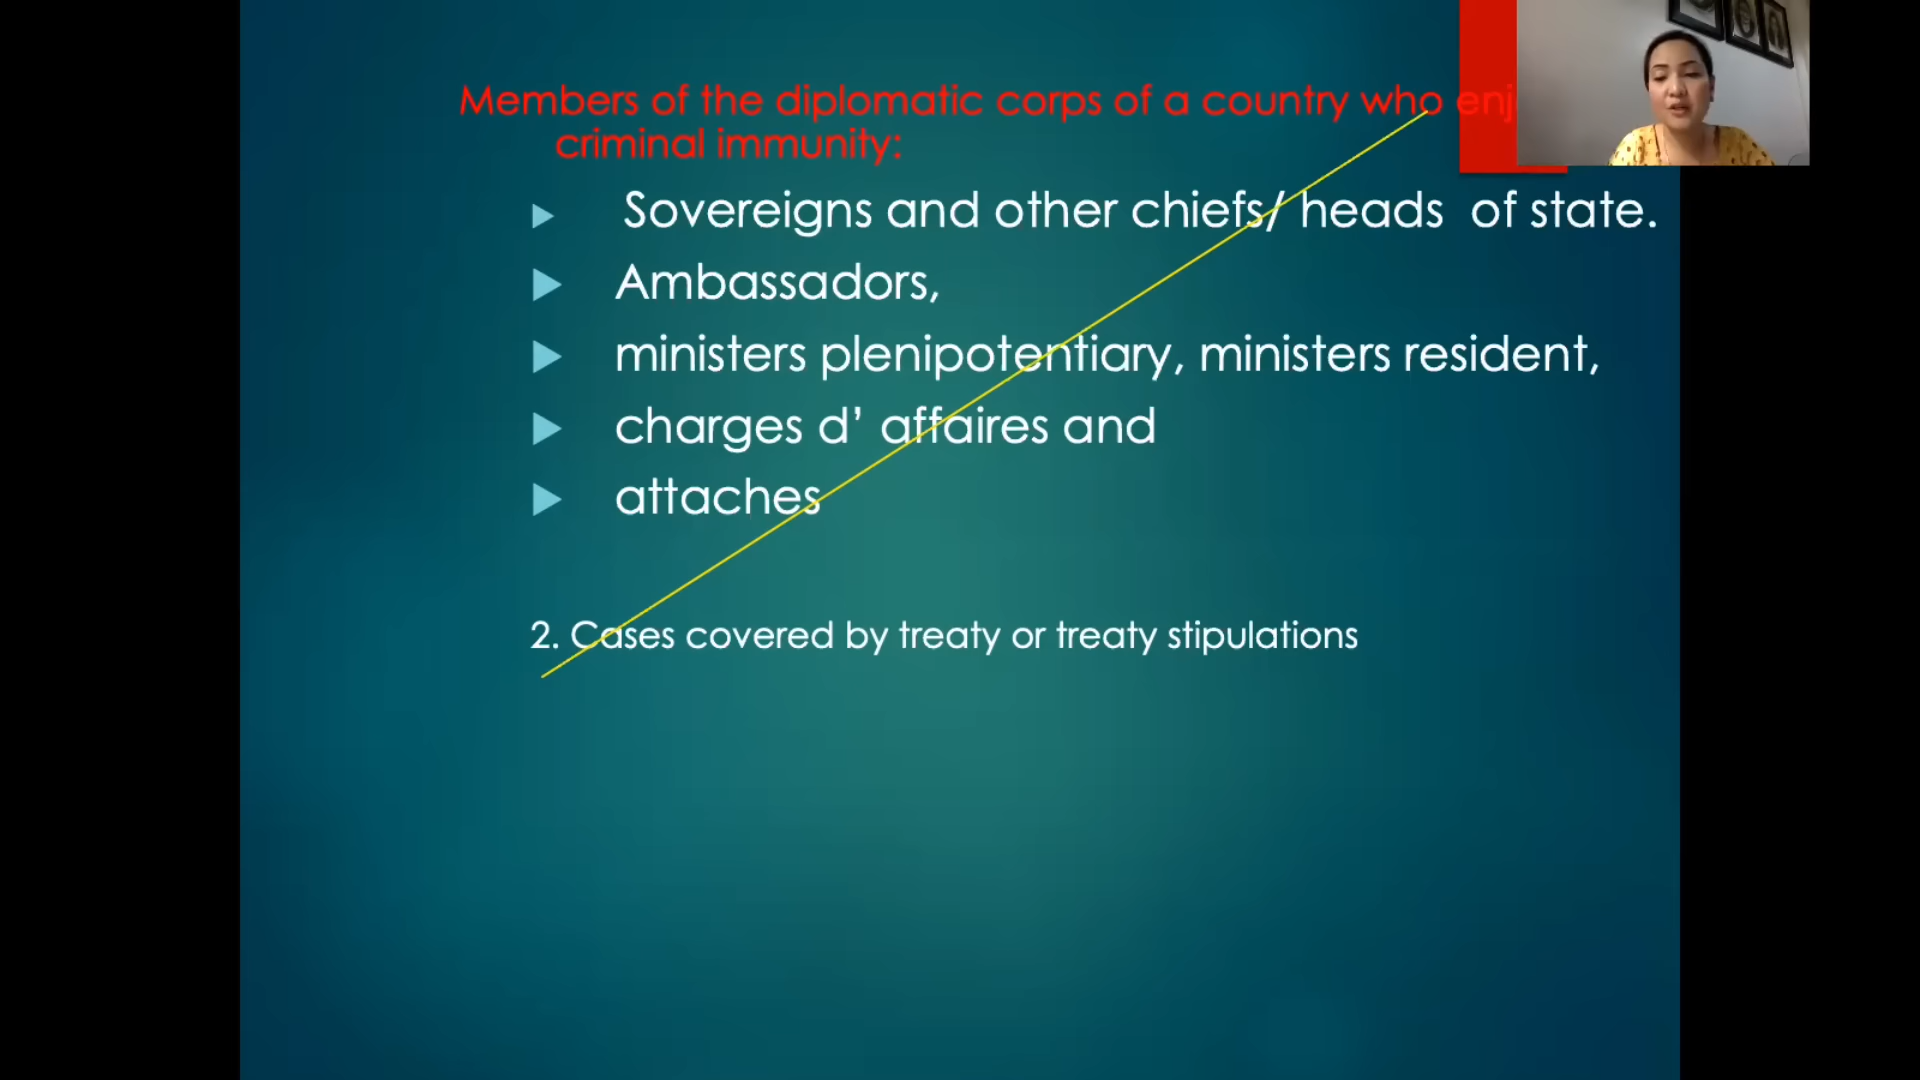 Members of the diplomatic corps of a country who
criminal immunity:
Sovereigns and other chiefs/ heads of state.
Ambassadors,
ministers plenipotentiary, ministers resident,
charges d’ affaires and
attaches
2. Cases covered by treaty or treaty stipulations